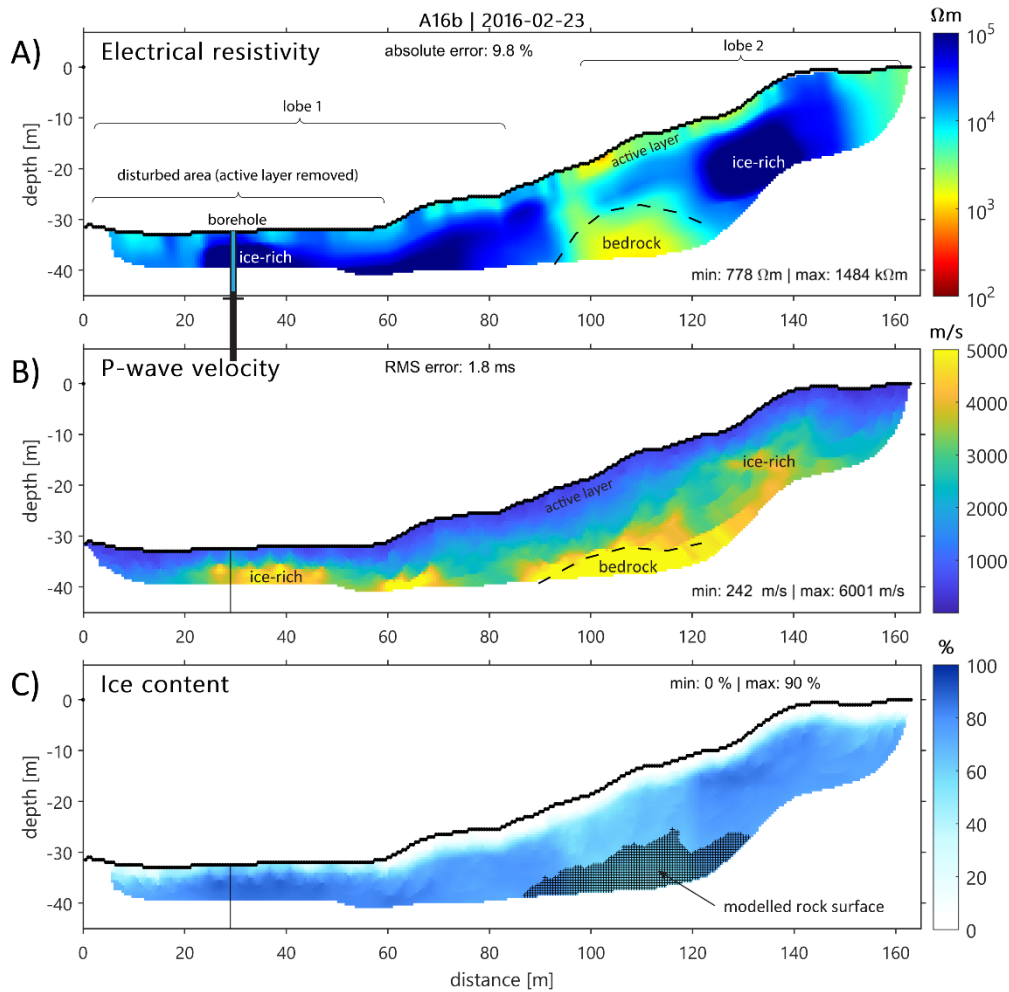 A16b | 2016-02-23
A) Electrical resistivity
absolute error: 9.8 %
Ωm
lobe 2
lobe 1
disturbed area (active layer removed)
borehole
ice-rich
active layer
ice-rich
bedrock
min: 778 Ωm | max: 1484 kΩm
depth [m]
0
-10
-20
-30
-40
0 20 40 60 80 100 120 140 160
10^5
10^4
10^3
10^2
B) P-wave velocity
RMS error: 1.8 ms
m/s
ice-rich
active layer
ice-rich
bedrock
min: 242 m/s | max: 6001 m/s
depth [m]
0
-10
-20
-30
-40
0 20 40 60 80 100 120 140 160
5000
4000
3000
2000
1000
C) Ice content
min: 0 % | max: 90 %
%
modelled rock surface
depth [m]
0
-10
-20
-30
-40
0 20 40 60 80 100 120 140 160
distance [m]
100
80
60
40
20
0